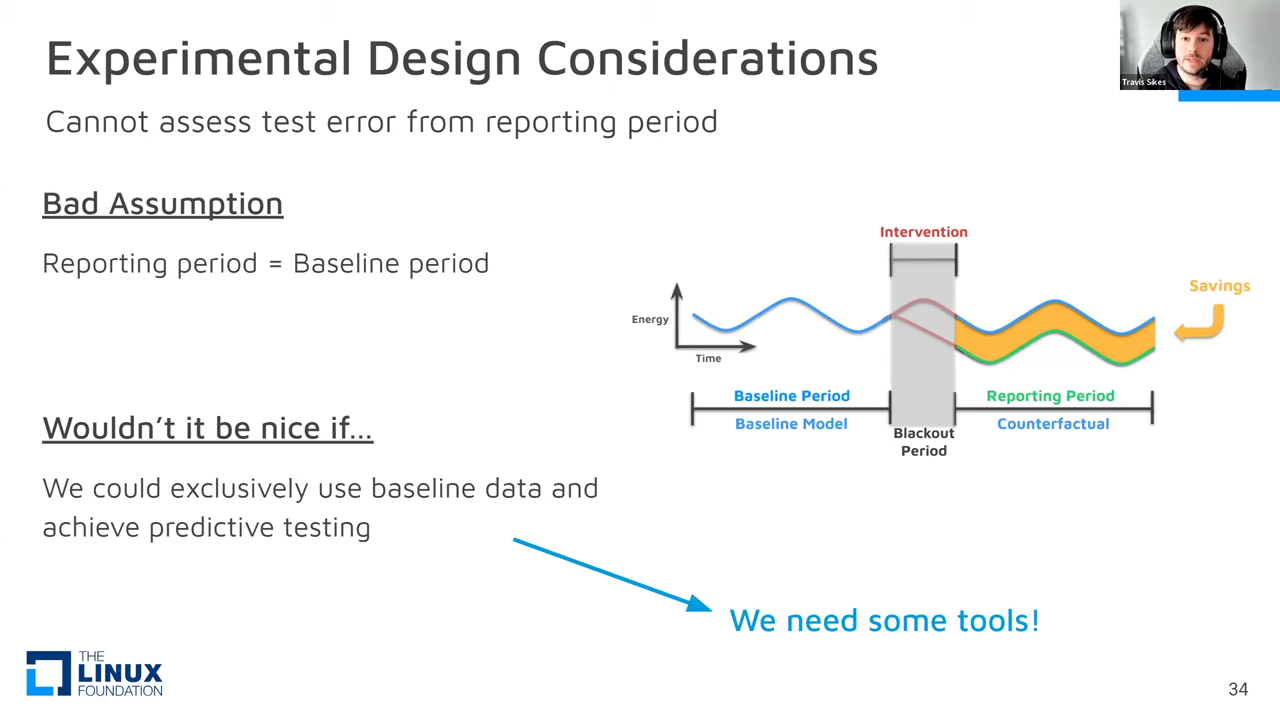 Experimental Design Considerations
Travis Sikes
Cannot assess test error from reporting period
Bad Assumption
Reporting period = Baseline period
Intervention
Savings
Energy
Time
Baseline Period
Baseline Model
Blackout
Period
Reporting Period
Counterfactual
Wouldn’t it be nice if...
We could exclusively use baseline data and
achieve predictive testing
We need some tools!
THE
LINUX
FOUNDATION
34